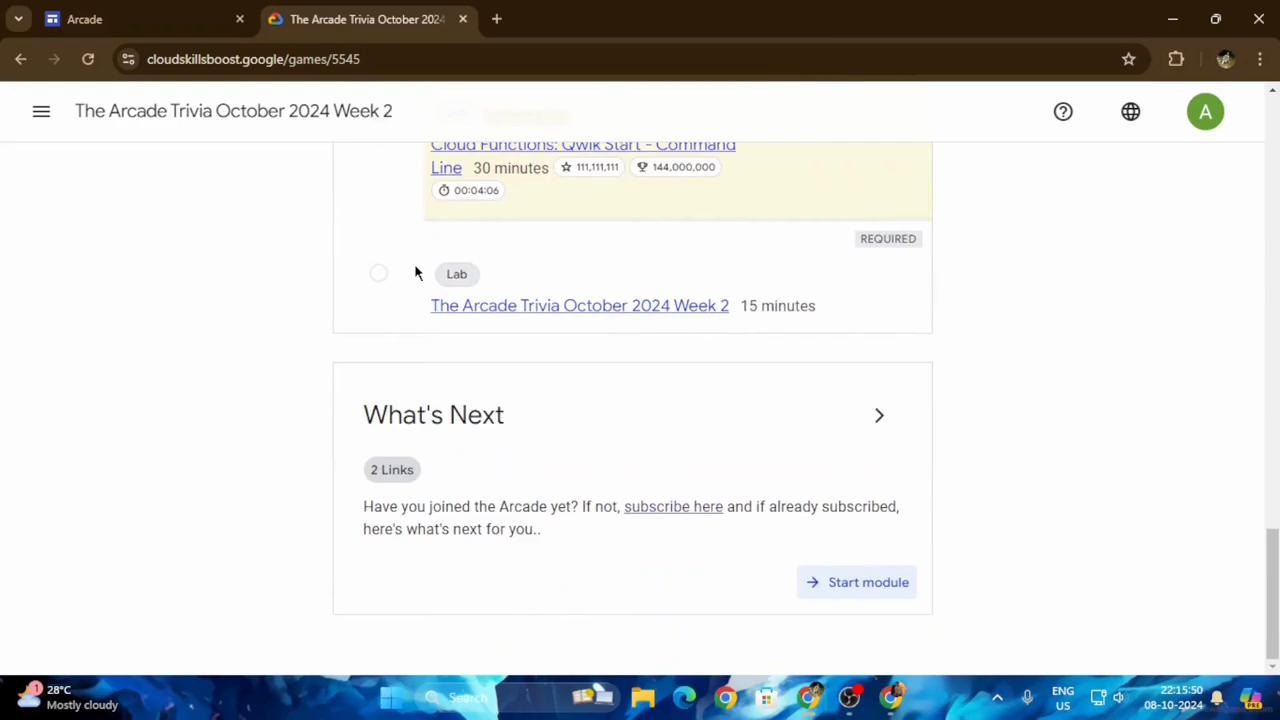 Arcade
The Arcade Trivia October 2024
cloudskillsboost.google/games/5545
The Arcade Trivia October 2024 Week 2
A
Cloud Functions: Qwik Start - Command
Line 30 minutes 111,111,111 144,000,000
00:04:06
REQUIRED
Lab
The Arcade Trivia October 2024 Week 2 15 minutes
What's Next
2 Links
Have you joined the Arcade yet? If not, subscribe here and if already subscribed,
here's what's next for you..
Start module
1
28°C
Mostly cloudy
Search
ENG
US
22:15:50
08-10-2024
PRE